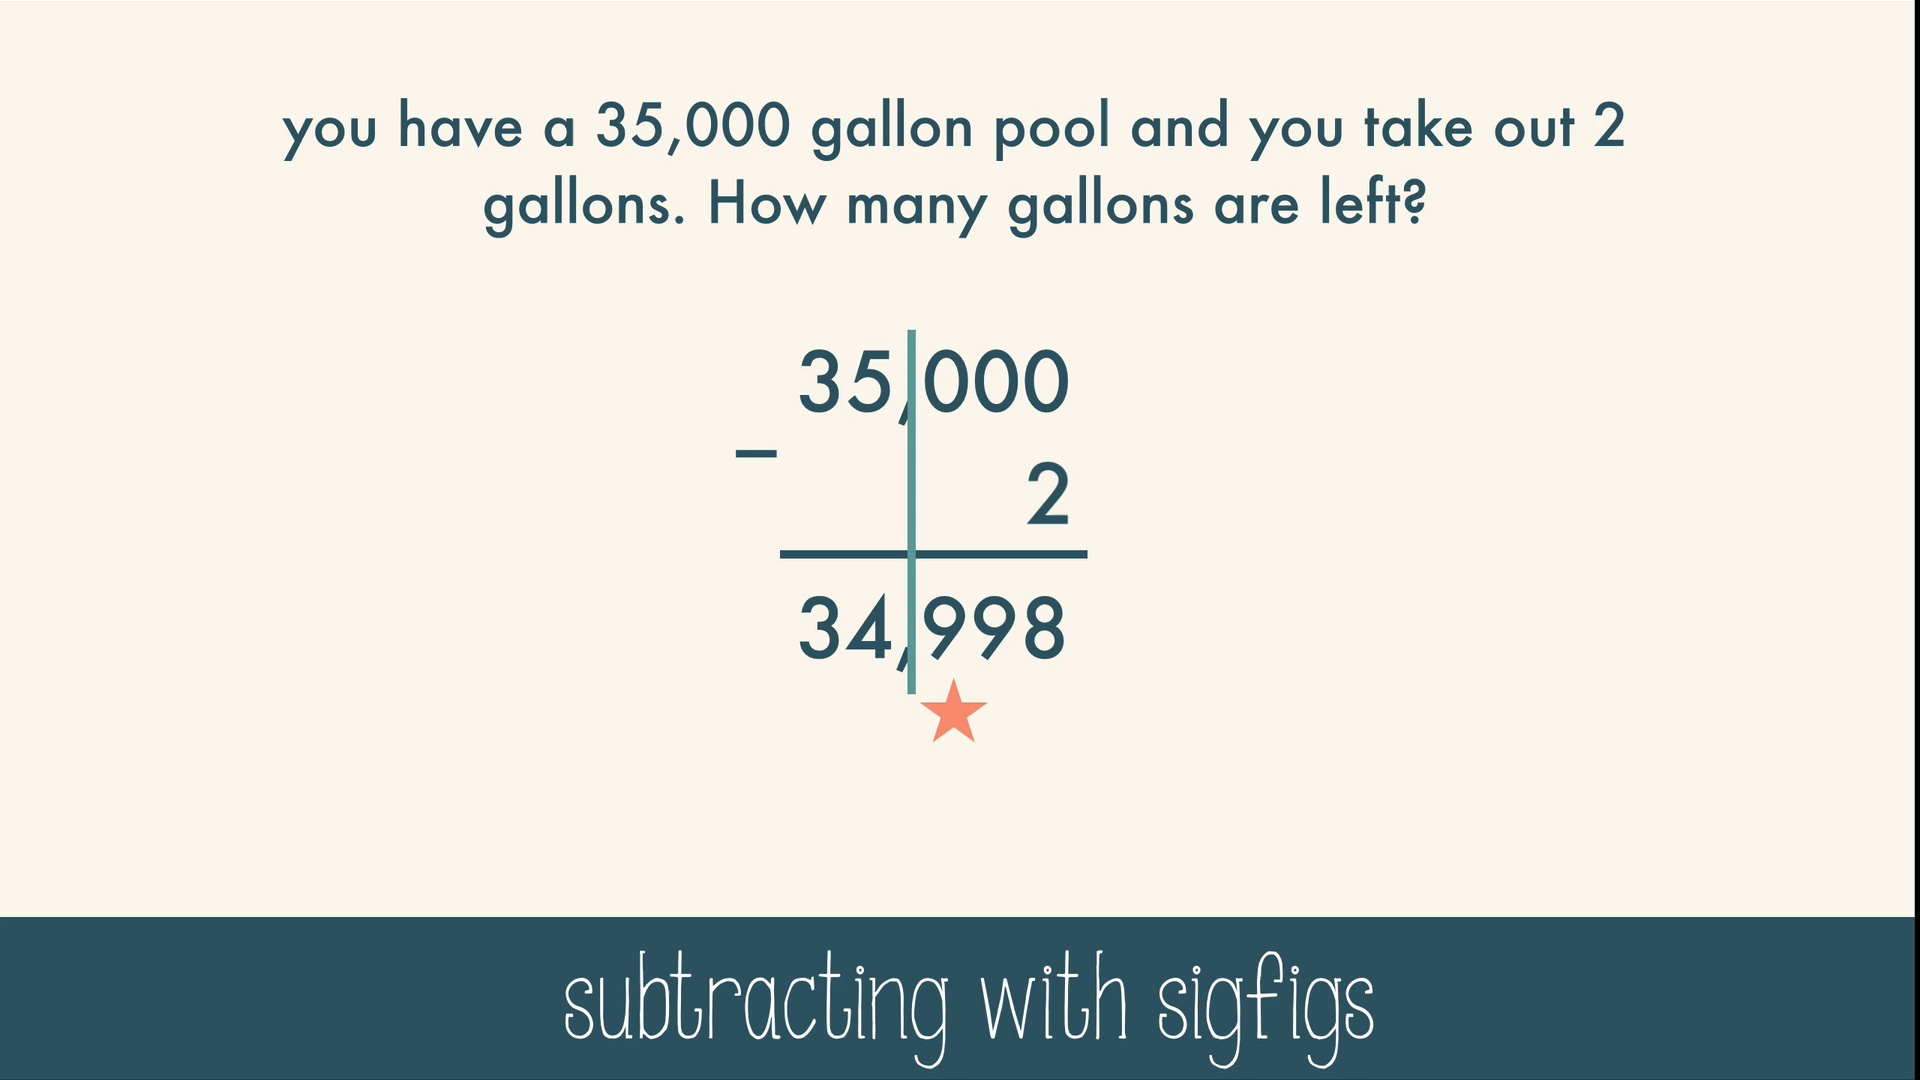 you have a 35,000 gallon pool and you take out 2
gallons. How many gallons are left?
35,000
– 2
34,998
subtracting with sigfigs